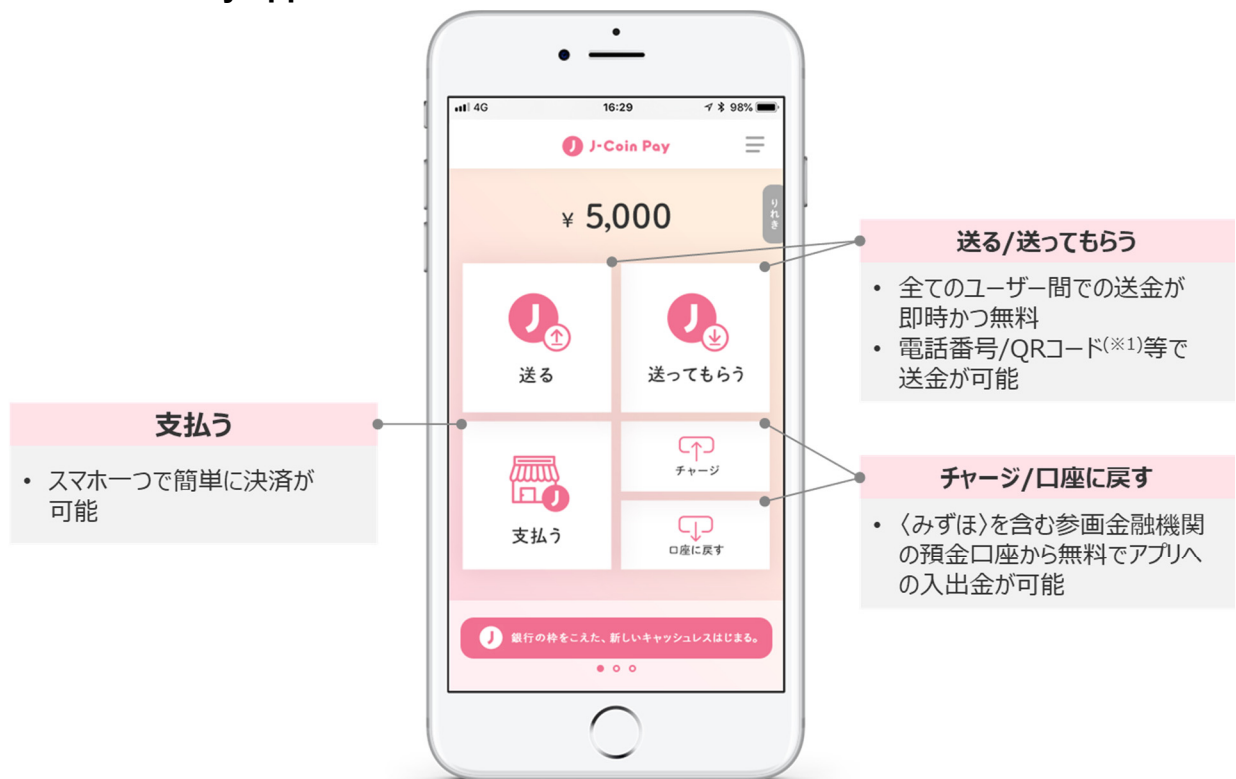 4G 16:29 98%
J J-Coin Pay
¥ 5,000
りれき
J 送る
J 送ってもらう
J 支払う
チャージ
口座に戻す
J 銀行の枠をこえた、新しいキャッシュレスはじまる。
支払う
• スマホ一つで簡単に決済が
可能
送る/送ってもらう
• 全てのユーザー間での送金が
即時かつ無料
• 電話番号/QRコード(※1)等で
送金が可能
チャージ/口座に戻す
• 〈みずほ〉を含む参画金融機関
の預金口座から無料でアプリへ
の入出金が可能